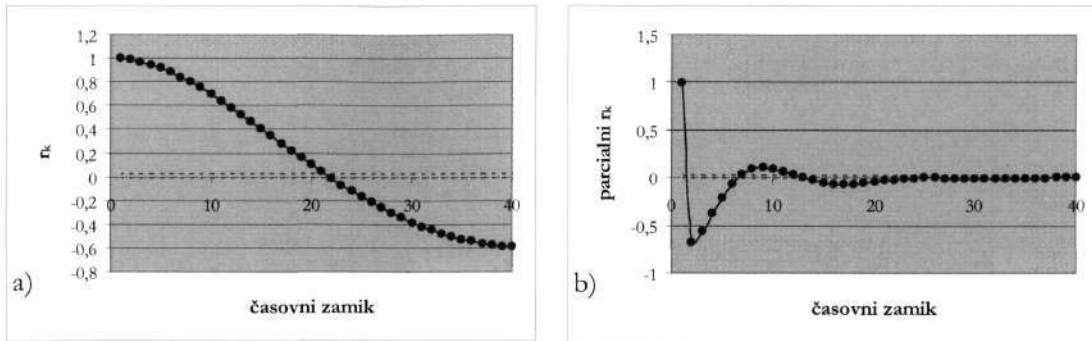 1,2
1
0,8
0,6
0,4
0,2
0
-0,2
-0,4
-0,6
-0,8
0 10 20 30 40
rₖ
časovni zamik
a)
1,5
1
0,5
0
-0,5
-1
0 10 20 30 40
parcialni rₖ
časovni zamik
b)